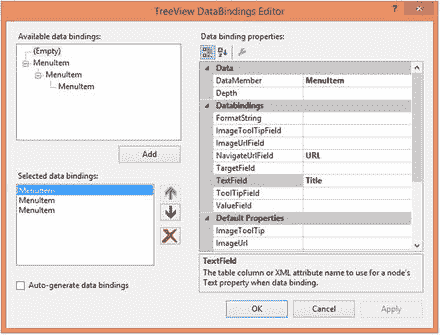 TreeView DataBindings Editor
Available data bindings:
(Empty)
MenuItem
MenuItem
MenuItem
Add
Selected data bindings:
MenuItem
MenuItem
MenuItem
Auto-generate data bindings
Data binding properties:
Data
DataMember MenuItem
Depth
Databindings
FormatString
ImageToolTipField
ImageUrlField
NavigateUrlField URL
TargetField
TextField Title
ToolTipField
ValueField
Default Properties
ImageToolTip
ImageUrl
TextField
The table column or XML attribute name to use for a node's
Text property when data binding.
OK Cancel Apply